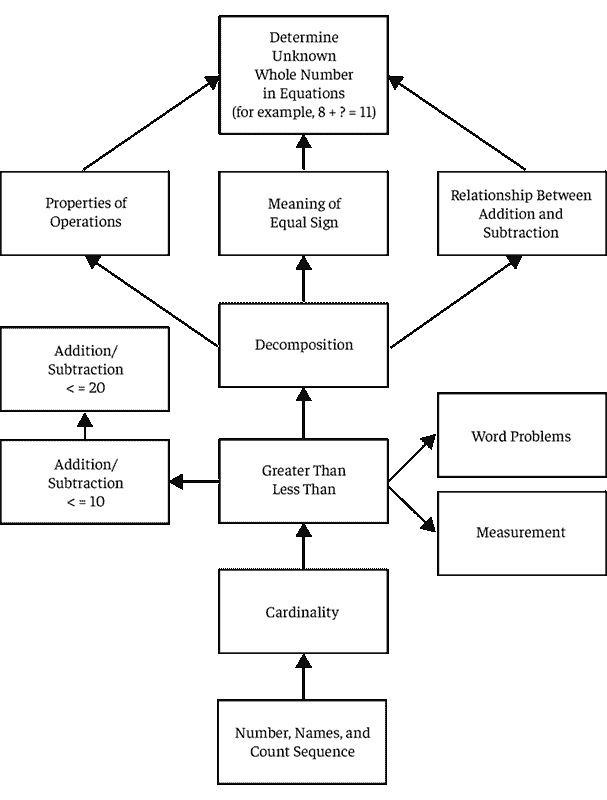 Determine
Unknown
Whole Number
in Equations
(for example, 8 + ? = 11)
Properties of
Operations
Meaning of
Equal Sign
Relationship Between
Addition and
Subtraction
Decomposition
Addition/
Subtraction
< = 20
Word Problems
Addition/
Subtraction
< = 10
Greater Than
Less Than
Measurement
Cardinality
Number, Names, and
Count Sequence